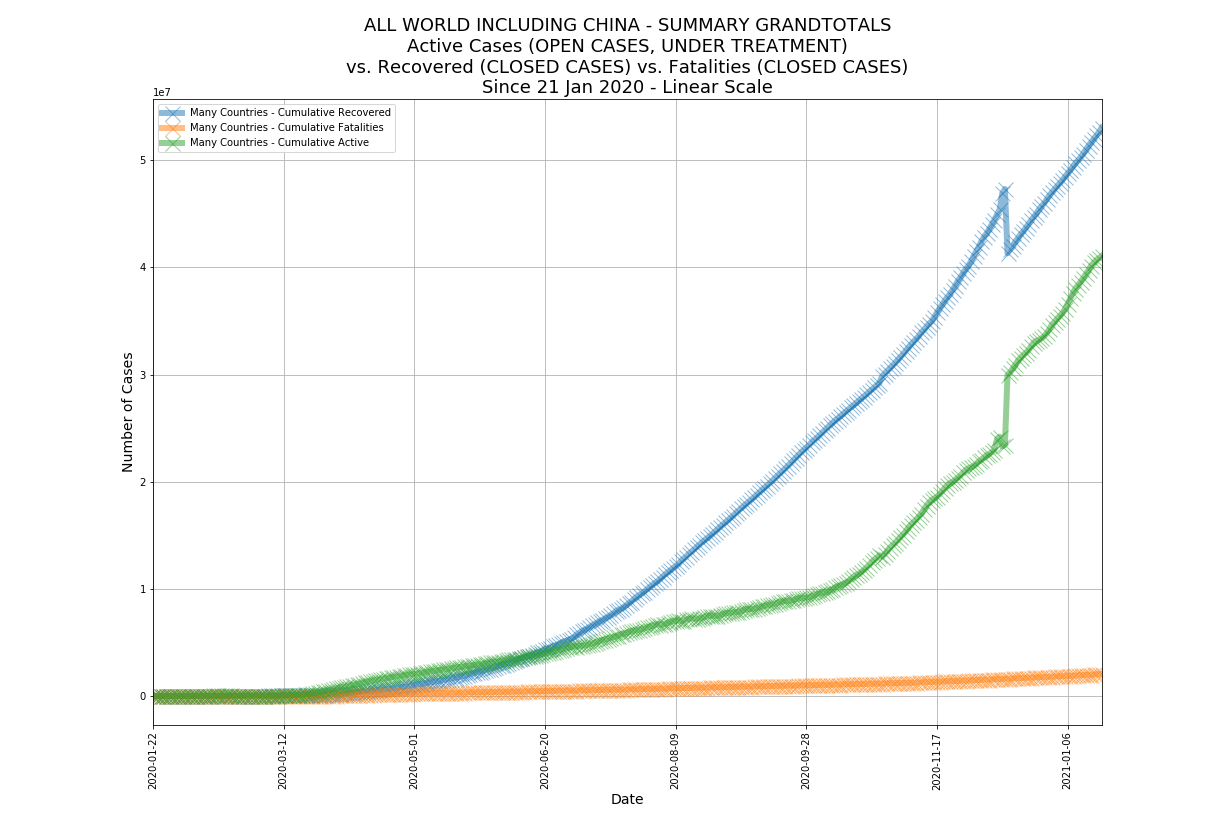 ALL WORLD INCLUDING CHINA - SUMMARY GRANDTOTALS
Active Cases (OPEN CASES, UNDER TREATMENT)
vs. Recovered (CLOSED CASES) vs. Fatalities (CLOSED CASES)
Since 21 Jan 2020 - Linear Scale
1e7
Many Countries - Cumulative Recovered
Many Countries - Cumulative Fatalities
Many Countries - Cumulative Active
5
4
3
2
1
0
Number of Cases
2020-01-22
2020-03-12
2020-05-01
2020-06-20
2020-08-09
2020-09-28
2020-11-17
2021-01-06
Date